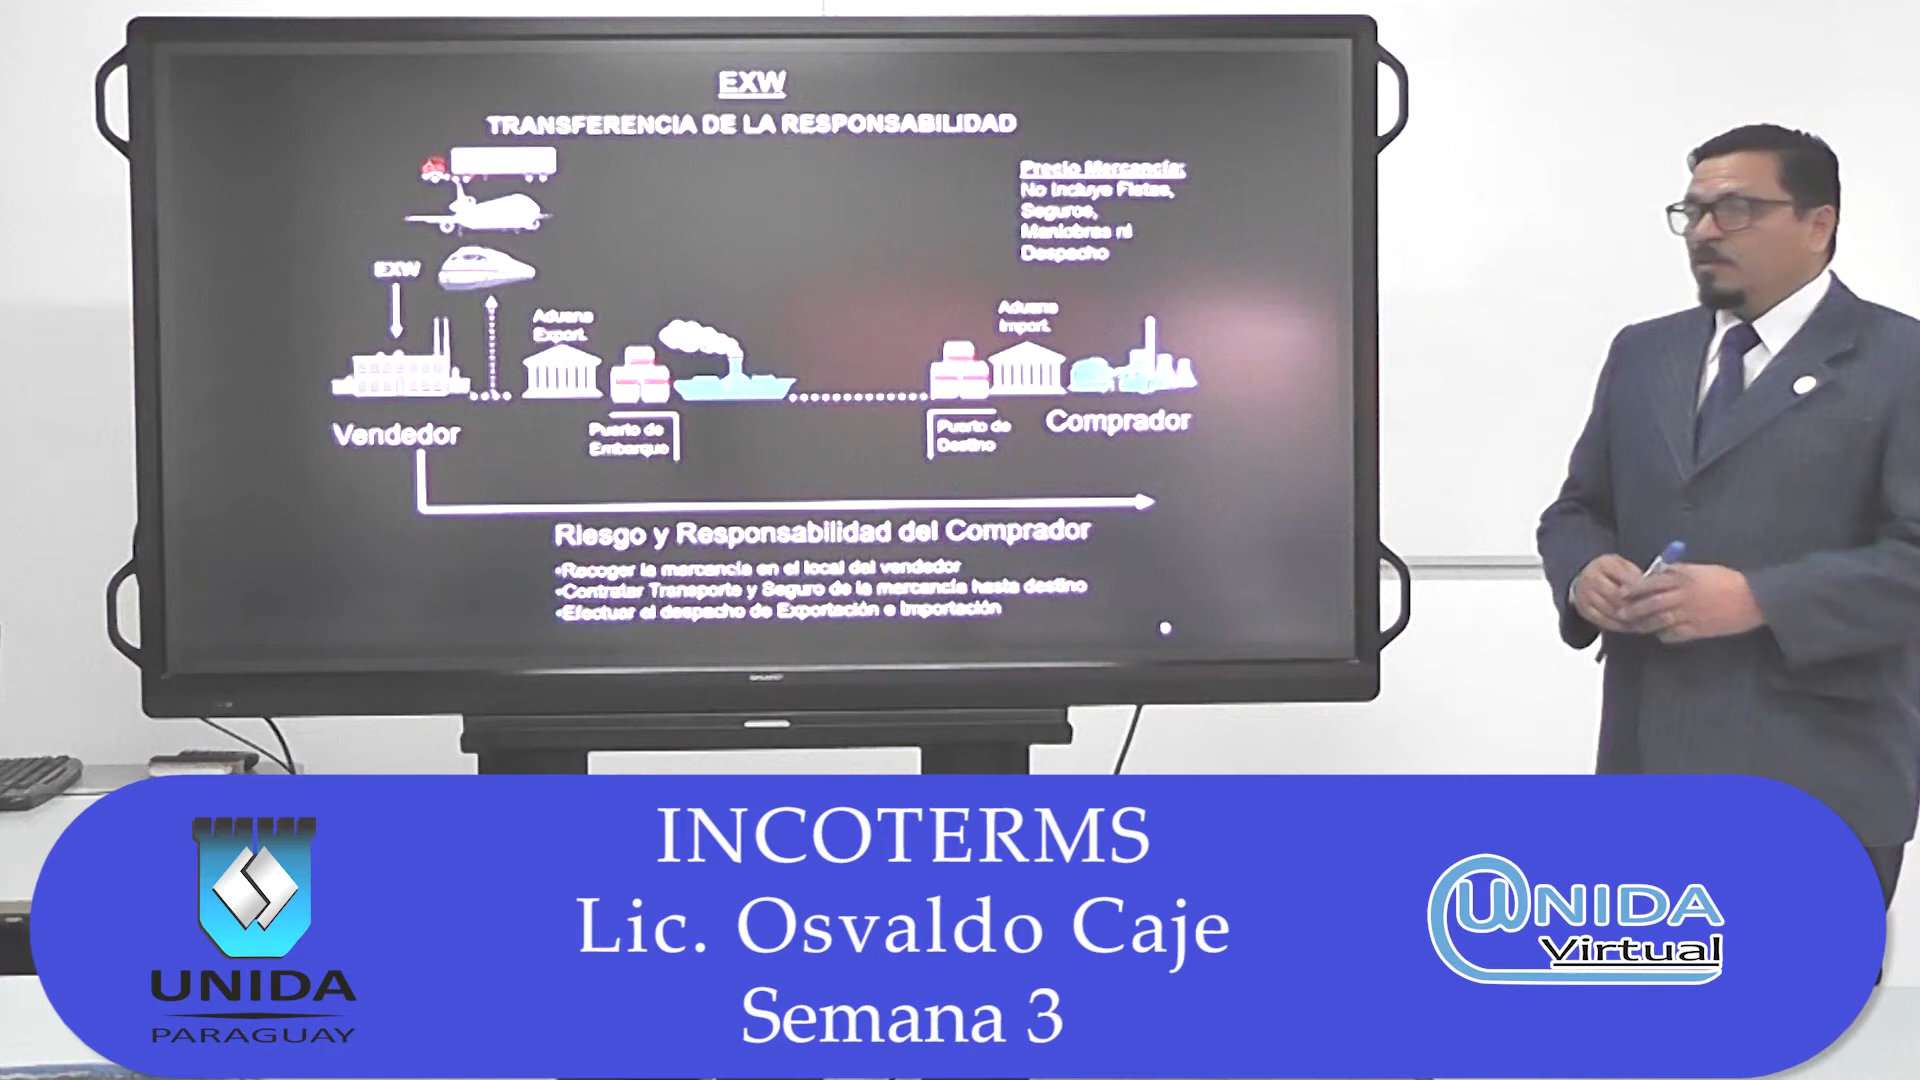 EXW
TRANSFERENCIA DE LA RESPONSABILIDAD
Precio Mercancía:
No Incluye Fletes,
Seguros,
Maniobras ni
Despacho
EXW
Aduana
Export.
Aduana
Import.
Vendedor
Puerto de
Embarque
Puerto de
Destino
Comprador
Riesgo y Responsabilidad del Comprador
•Recoger la mercancía en el local del vendedor
•Contratar Transporte y Seguro de la mercancía hasta destino
•Efectuar el despacho de Exportación e Importación
INCOTERMS
Lic. Osvaldo Caje
Semana 3
UNIDA
PARAGUAY
UNIDA
Virtual